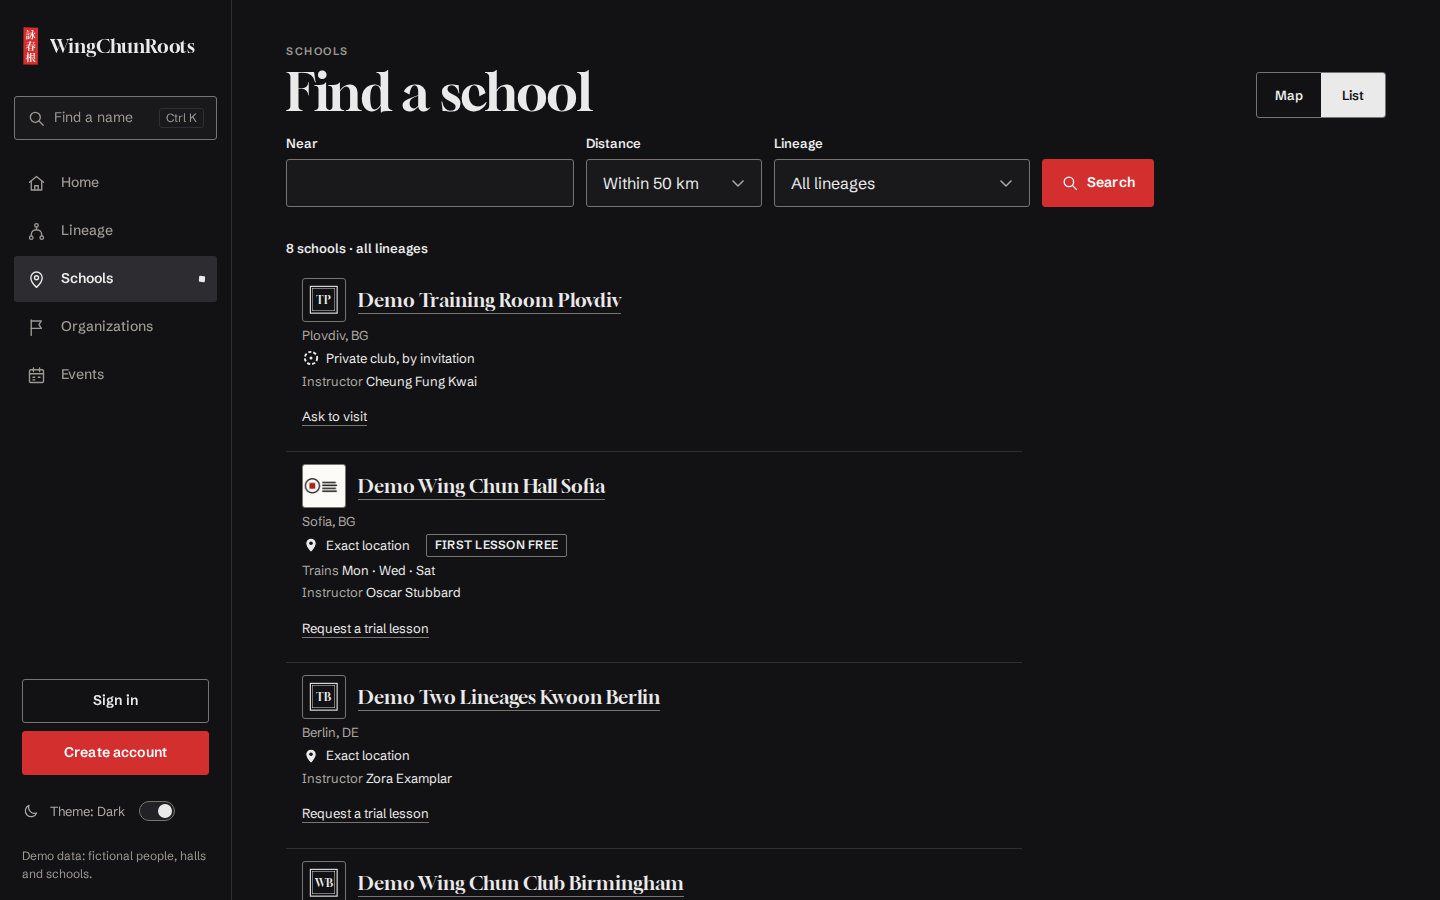 詠春根
WingChunRoots
Find a name
Ctrl K
Home
Lineage
Schools
Organizations
Events
Sign in
Create account
Theme: Dark
Demo data: fictional people, halls
and schools.
SCHOOLS
Find a school
Map
List
Near
Distance
Lineage
Within 50 km
All lineages
Search
8 schools · all lineages
TP
Demo Training Room Plovdiv
Plovdiv, BG
Private club, by invitation
Instructor Cheung Fung Kwai
Ask to visit
Demo Wing Chun Hall Sofia
Sofia, BG
Exact location
FIRST LESSON FREE
Trains Mon · Wed · Sat
Instructor Oscar Stubbard
Request a trial lesson
TB
Demo Two Lineages Kwoon Berlin
Berlin, DE
Exact location
Instructor Zora Examplar
Request a trial lesson
WB
Demo Wing Chun Club Birmingham